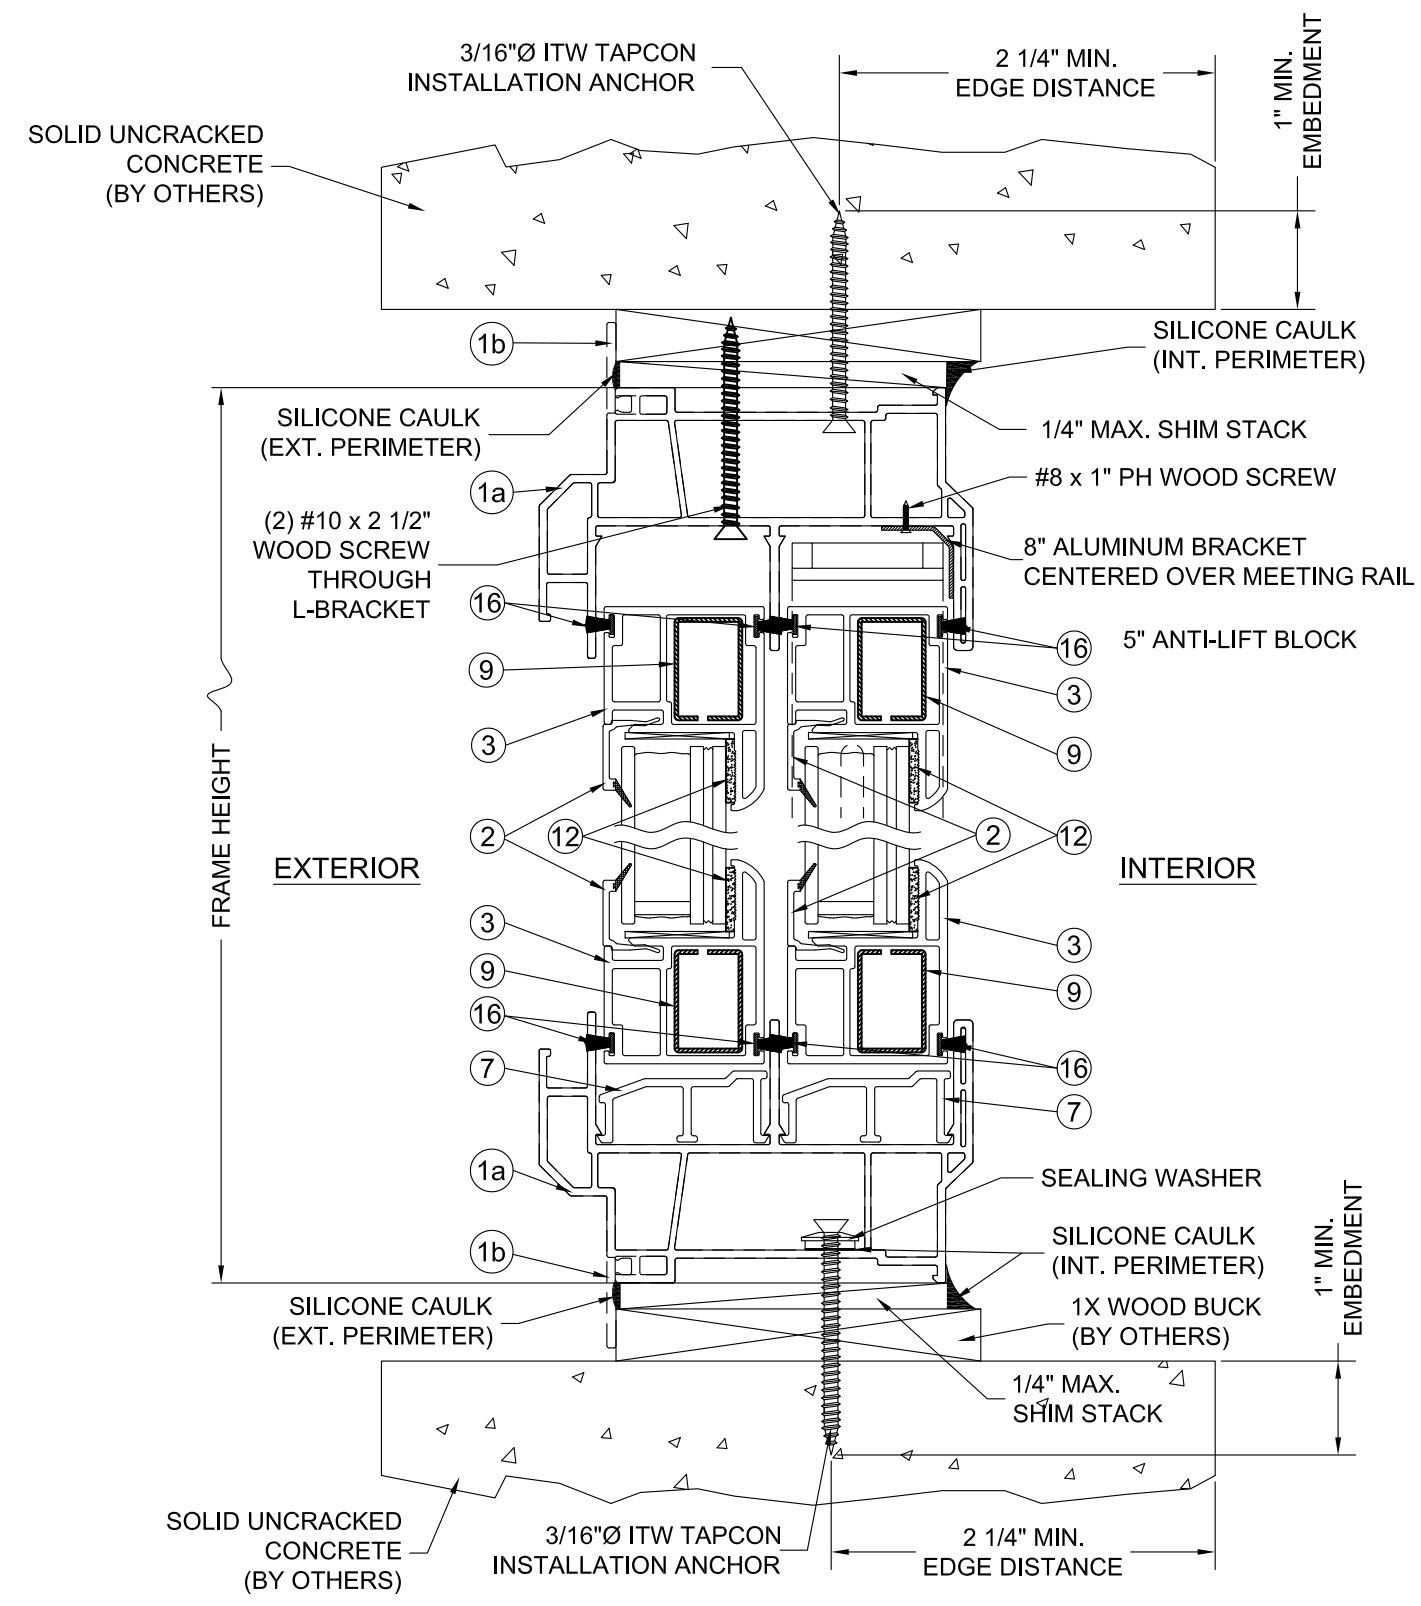 3/16"Ø ITW TAPCON
INSTALLATION ANCHOR
2 1/4" MIN.
EDGE DISTANCE
1" MIN.
EMBEDMENT
SOLID UNCRACKED
CONCRETE
(BY OTHERS)
1b
SILICONE CAULK
(INT. PERIMETER)
SILICONE CAULK
(EXT. PERIMETER)
1/4" MAX. SHIM STACK
1a
#8 x 1" PH WOOD SCREW
(2) #10 x 2 1/2"
WOOD SCREW
THROUGH
L-BRACKET
8" ALUMINUM BRACKET
CENTERED OVER MEETING RAIL
16
16
5" ANTI-LIFT BLOCK
9
3
3
9
FRAME HEIGHT
2
12
2
12
EXTERIOR
INTERIOR
3
3
9
9
16
16
7
7
1a
SEALING WASHER
1b
SILICONE CAULK
(INT. PERIMETER)
1" MIN.
EMBEDMENT
SILICONE CAULK
(EXT. PERIMETER)
1X WOOD BUCK
(BY OTHERS)
1/4" MAX.
SHIM STACK
SOLID UNCRACKED
CONCRETE
(BY OTHERS)
3/16"Ø ITW TAPCON
INSTALLATION ANCHOR
2 1/4" MIN.
EDGE DISTANCE